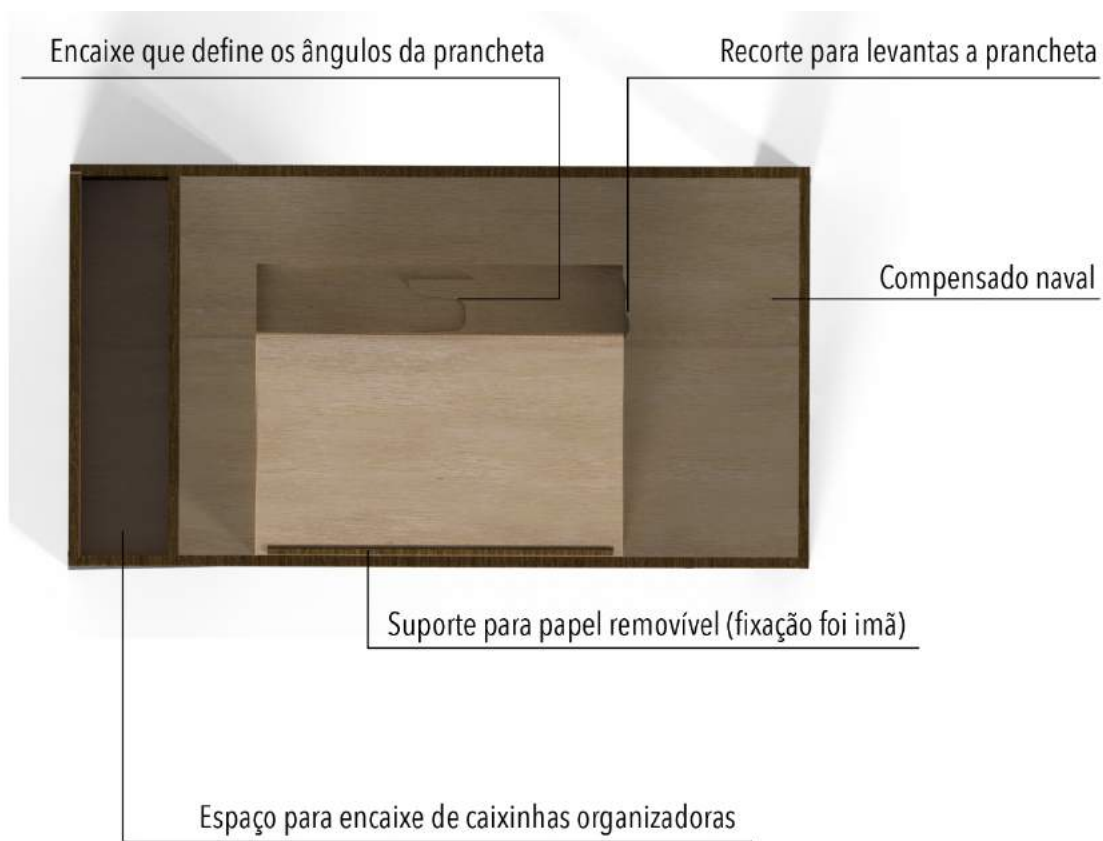 Encaixe que define os ângulos da prancheta
Recorte para levantas a prancheta
Compensado naval
Suporte para papel removível (fixação foi imã)
Espaço para encaixe de caixinhas organizadoras